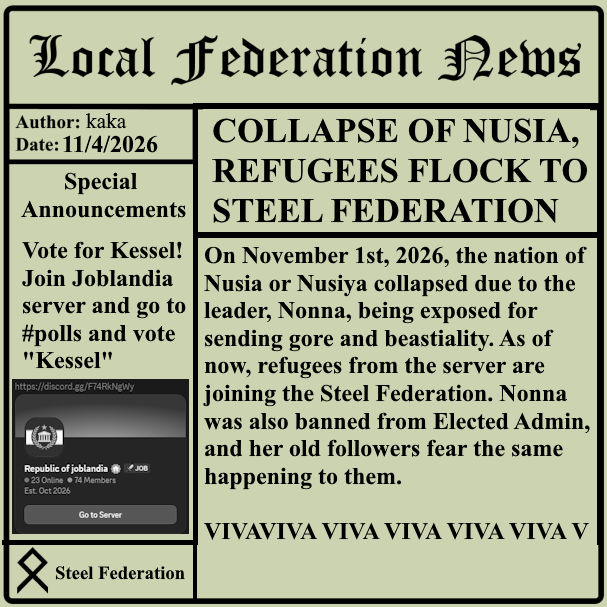 Local Federation News
Author: kaka
Date: 11/4/2026
Special
Announcements
Vote for Kessel!
Join Joblandia
server and go to
#polls and vote
"Kessel"
https://discord.gg/F74RkNgWy
Republic of joblandia JOB
23 Online 74 Members
Est. Oct 2026
Go to Server
Steel Federation
COLLAPSE OF NUSIA,
REFUGEES FLOCK TO
STEEL FEDERATION
On November 1st, 2026, the nation of
Nusia or Nusiya collapsed due to the
leader, Nonna, being exposed for
sending gore and beastiality. As of
now, refugees from the server are
joining the Steel Federation. Nonna
was also banned from Elected Admin,
and her old followers fear the same
happening to them.
VIVAVIVA VIVA VIVA VIVA VIVA V